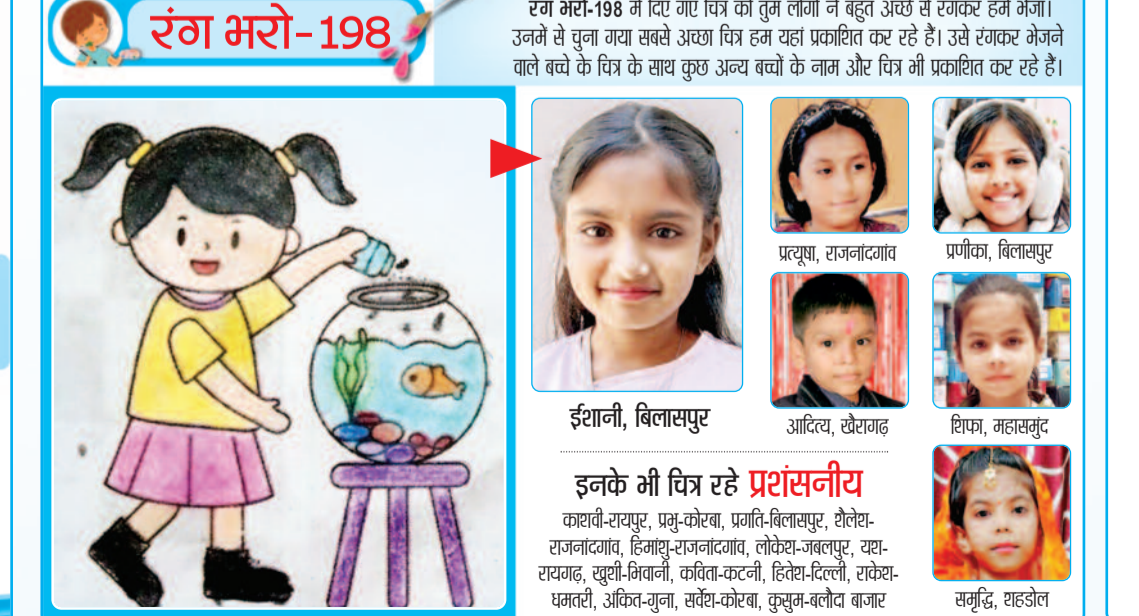 रंग भरो-198
रंग भरो-198 में दिए गए चित्र को तुम लोगों ने बहुत अच्छे से रंगकर हमें भेजा।
उनमें से चुना गया सबसे अच्छा चित्र हम यहां प्रकाशित कर रहे हैं। उसे रंगकर भेजने
वाले बच्चे के चित्र के साथ कुछ अन्य बच्चों के नाम और चित्र भी प्रकाशित कर रहे हैं।
प्रत्यूषा, राजनांदगांव
प्रणीका, बिलासपुर
ईशानी, बिलासपुर
आदित्य, खैरागढ़
शिफा, महासमुंद
इनके भी चित्र रहे प्रशंसनीय
काशवी-रायपुर, प्रभु-कोरबा, प्रगति-बिलासपुर, शैलेश-
राजनांदगांव, हिमांशु-राजनांदगांव, लोकेश-जबलपुर, यश-
रायगढ़, खुशी-भिवानी, कविता-कटनी, हितेश-दिल्ली, राकेश-
धमतरी, अंकित-गुना, सर्वेश-कोरबा, कुसुम-बलौदा बाजार
समृद्धि, शहडोल